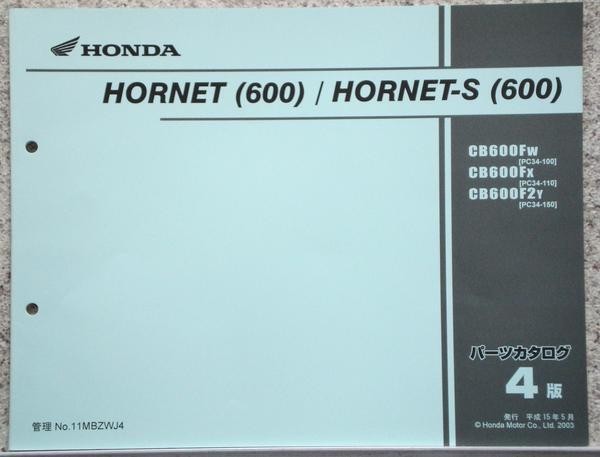 HONDA
HORNET (600) / HORNET-S (600)
CB600FW
[PC34-100]
CB600FX
[PC34-110]
CB600F2Y
[PC34-150]
パーツカタログ
4版
発行 平成15年5月
© Honda Motor Co., Ltd. 2003
管理 No.11MBZWJ4